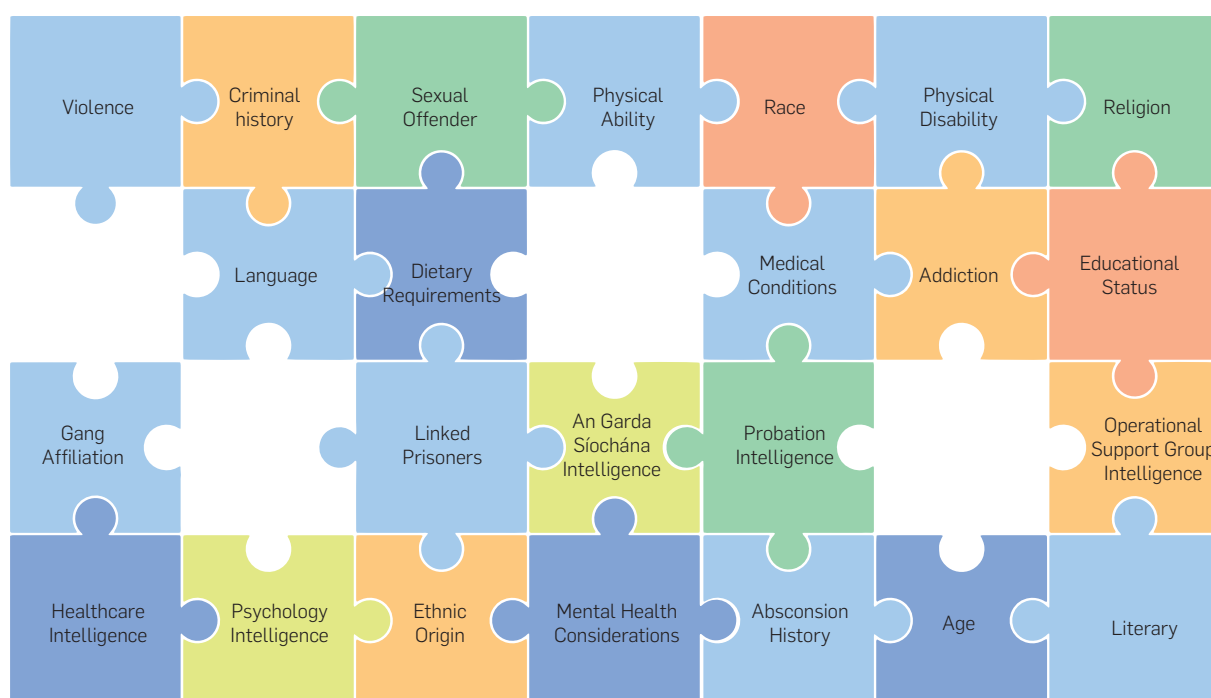 Violence
Criminal
history
Sexual
Offender
Physical
Ability
Race
Physical
Disability
Religion
Language
Dietary
Requirements
Medical
Conditions
Addiction
Educational
Status
Gang
Affiliation
Linked
Prisoners
An Garda
Síochána
Intelligence
Probation
Intelligence
Operational
Support Group
Intelligence
Healthcare
Intelligence
Psychology
Intelligence
Ethnic
Origin
Mental Health
Considerations
Absconsion
History
Age
Literary